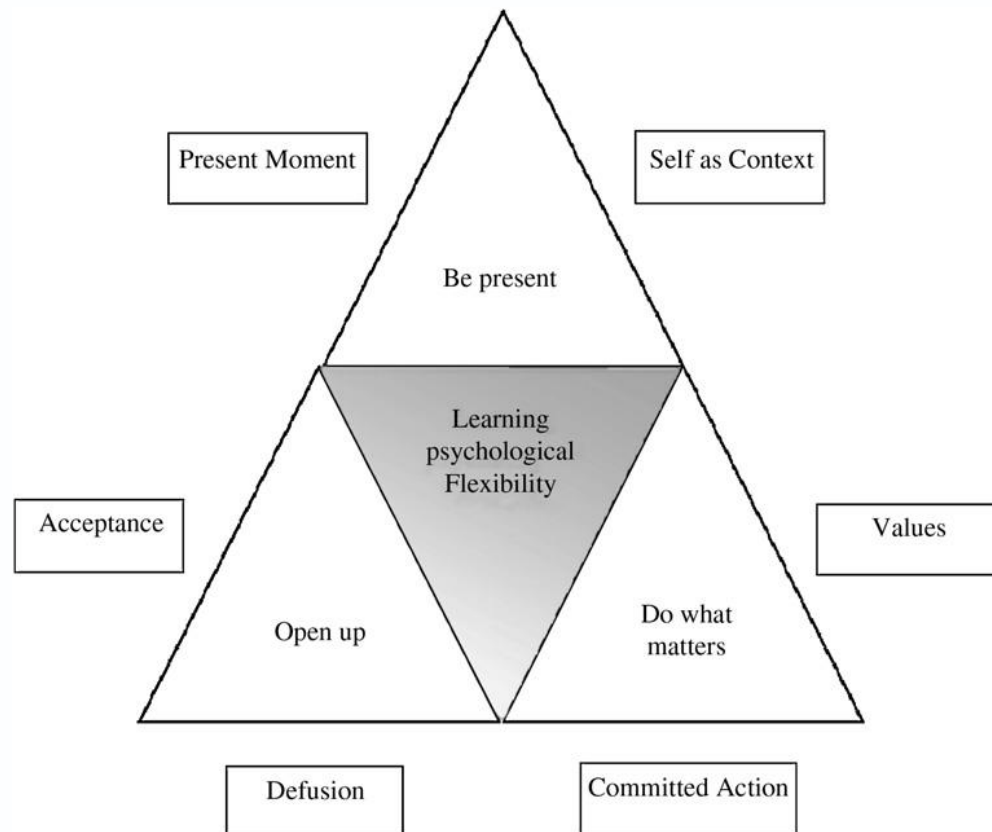 Present Moment
Self as Context
Be present
Learning
psychological
Flexibility
Acceptance
Values
Open up
Do what
matters
Defusion
Committed Action